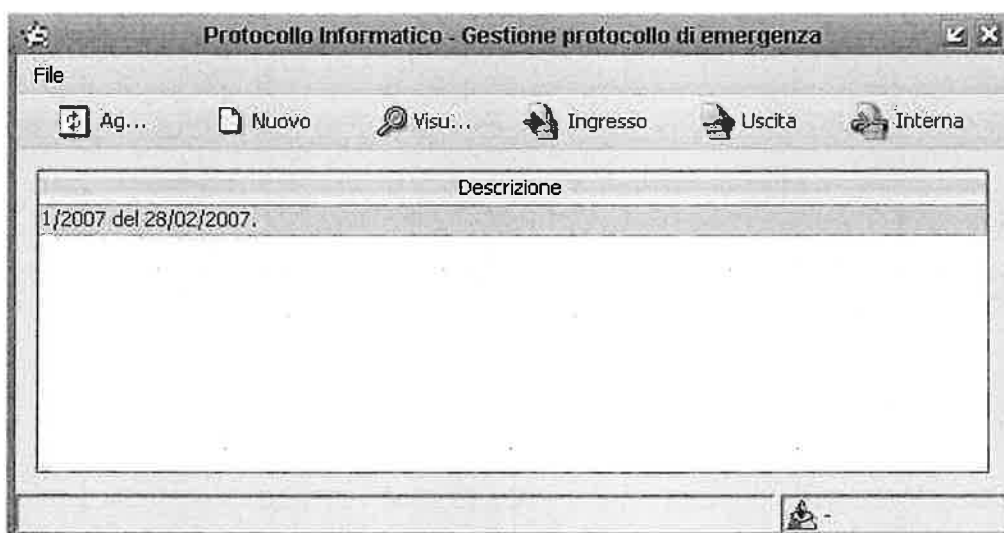 Protocollo Informatico - Gestione protocollo di emergenza
File
Ag... Nuovo Visu... Ingresso Uscita Interna
Descrizione
1/2007 del 28/02/2007.
-